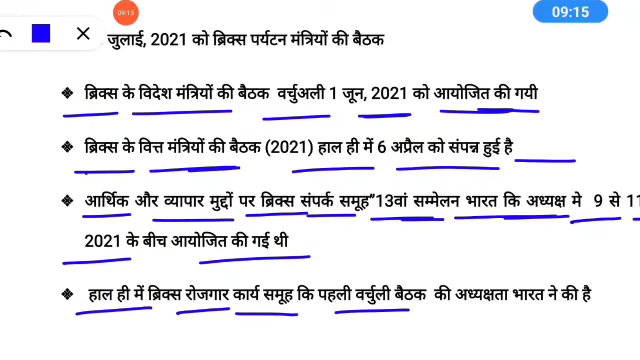 09:15
09:15
जुलाई, 2021 को ब्रिक्स पर्यटन मंत्रियों की बैठक
❖ ब्रिक्स के विदेश मंत्रियों की बैठक वर्चुअली 1 जून, 2021 को आयोजित की गयी
❖ ब्रिक्स के वित्त मंत्रियों की बैठक (2021) हाल ही में 6 अप्रैल को संपन्न हुई है
❖ आर्थिक और व्यापार मुद्दों पर ब्रिक्स संपर्क समूह”13वां सम्मेलन भारत कि अध्यक्ष मे 9 से 11
2021 के बीच आयोजित की गई थी
❖ हाल ही में ब्रिक्स रोजगार कार्य समूह कि पहली वर्चुली बैठक की अध्यक्षता भारत ने की है